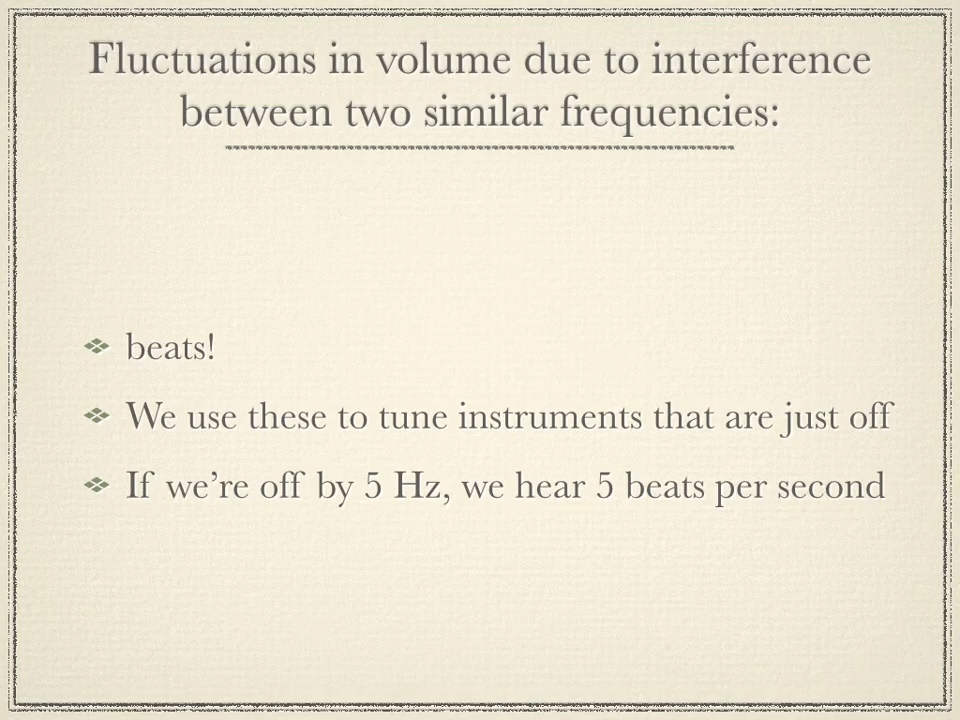 Fluctuations in volume due to interference
between two similar frequencies:
beats!
We use these to tune instruments that are just off
If we’re off by 5 Hz, we hear 5 beats per second